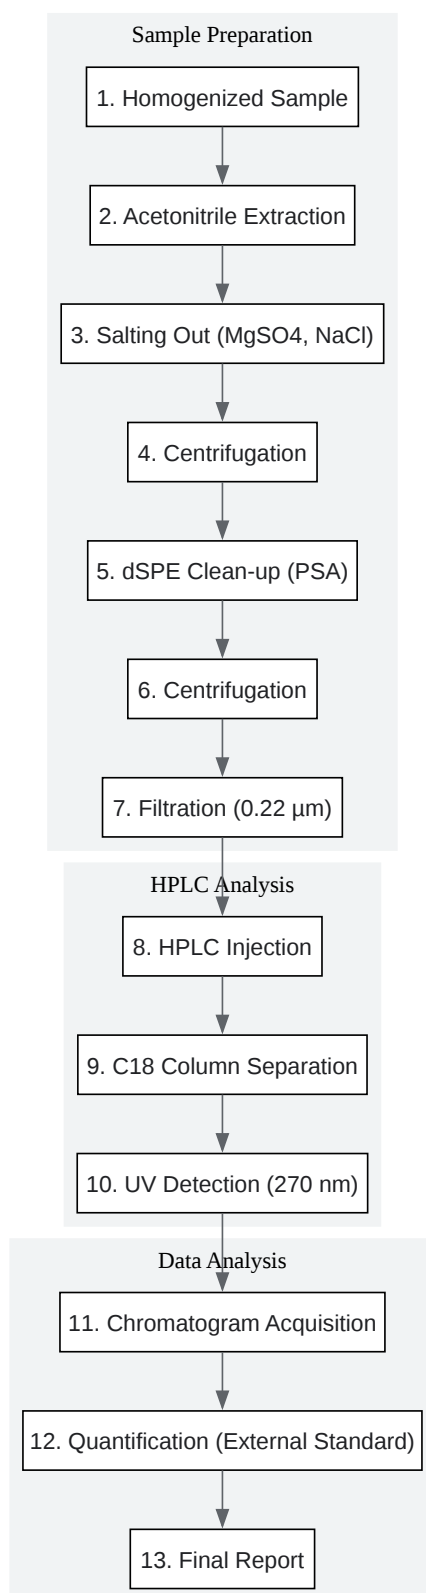 Sample Preparation
1. Homogenized Sample
2. Acetonitrile Extraction
3. Salting Out (MgSO4, NaCl)
4. Centrifugation
5. dSPE Clean-up (PSA)
6. Centrifugation
7. Filtration (0.22 µm)
HPLC Analysis
8. HPLC Injection
9. C18 Column Separation
10. UV Detection (270 nm)
Data Analysis
11. Chromatogram Acquisition
12. Quantification (External Standard)
13. Final Report